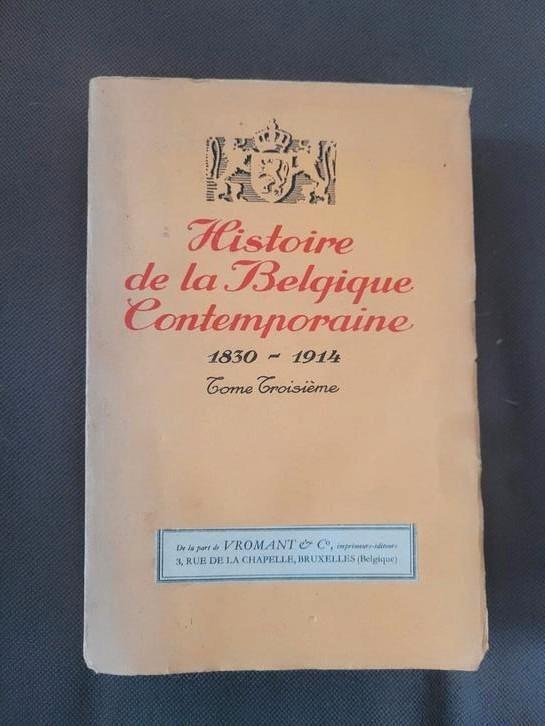 Histoire
de la Belgique
Contemporaine
1830 ~ 1914
Tome Troisième
De la part de VROMANT & Cº, imprimeurs-éditeurs
3, RUE DE LA CHAPELLE, BRUXELLES (Belgique)